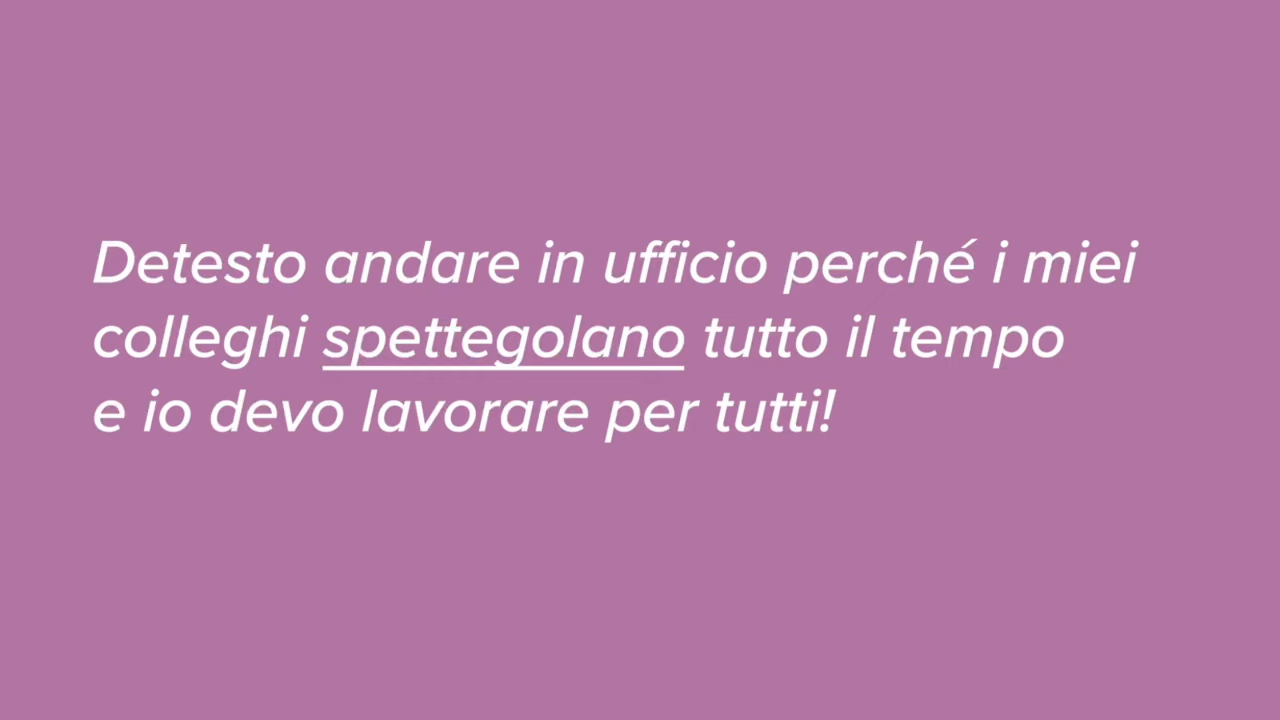 Detesto andare in ufficio perché i miei
colleghi spettegolano tutto il tempo
e io devo lavorare per tutti!